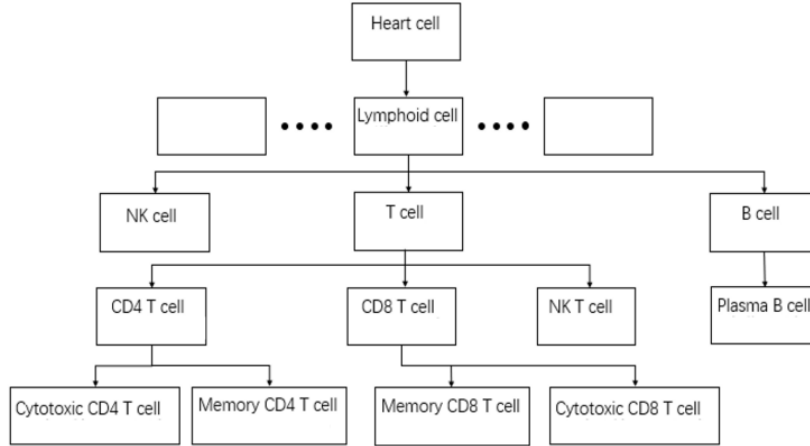 Heart cell
Lymphoid cell
NK cell
T cell
B cell
CD4 T cell
CD8 T cell
NK T cell
Plasma B cell
Cytotoxic CD4 T cell
Memory CD4 T cell
Memory CD8 T cell
Cytotoxic CD8 T cell